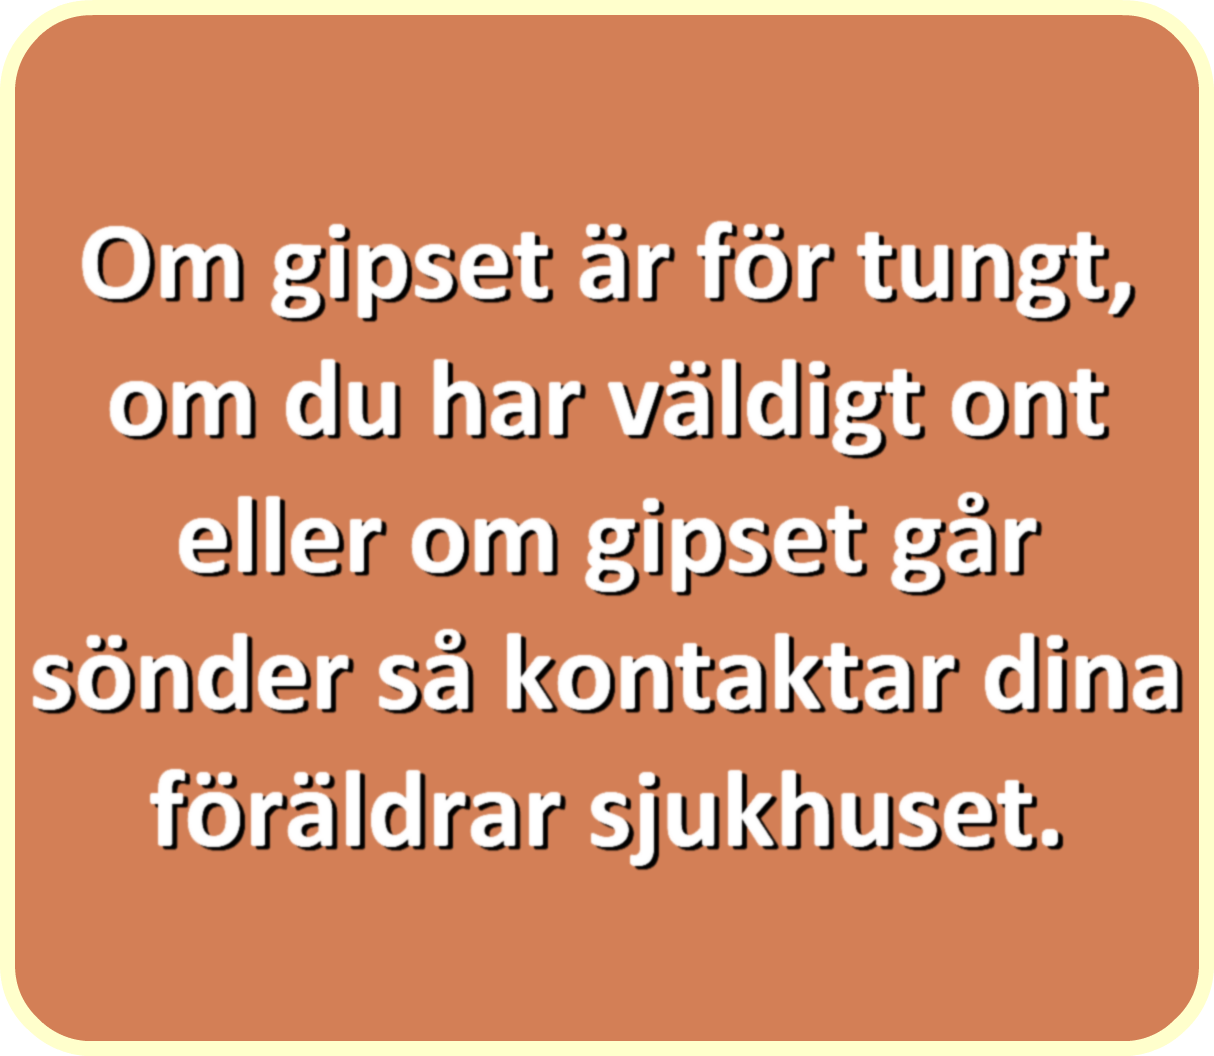 Om gipset är för tungt,
om du har väldigt ont
eller om gipset går
sönder så kontaktar dina
föräldrar sjukhuset.